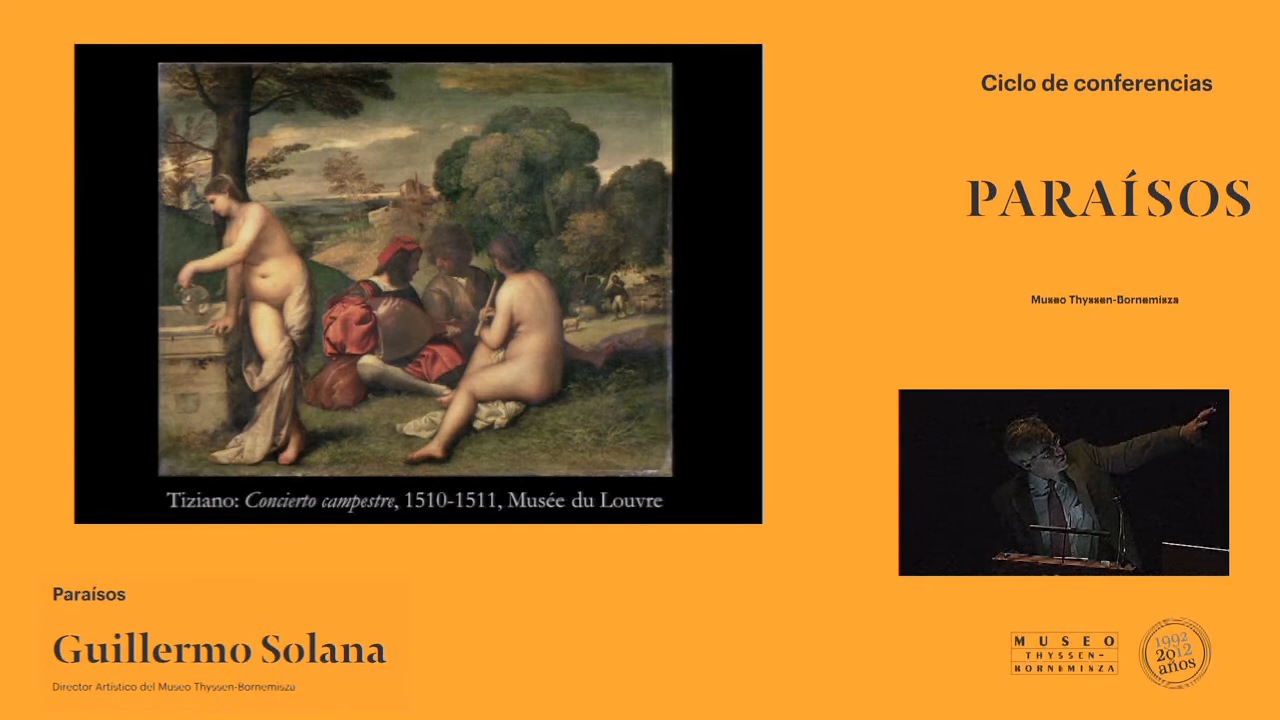 Ciclo de conferencias
PARAÍSOS
Museo Thyssen-Bornemisza
Tiziano: Concierto campestre, 1510-1511, Musée du Louvre
Paraísos
Guillermo Solana
Director Artístico del Museo Thyssen-Bornemisza
MUSEO
THYSSEN-
BORNEMISZA
1992
2012
años